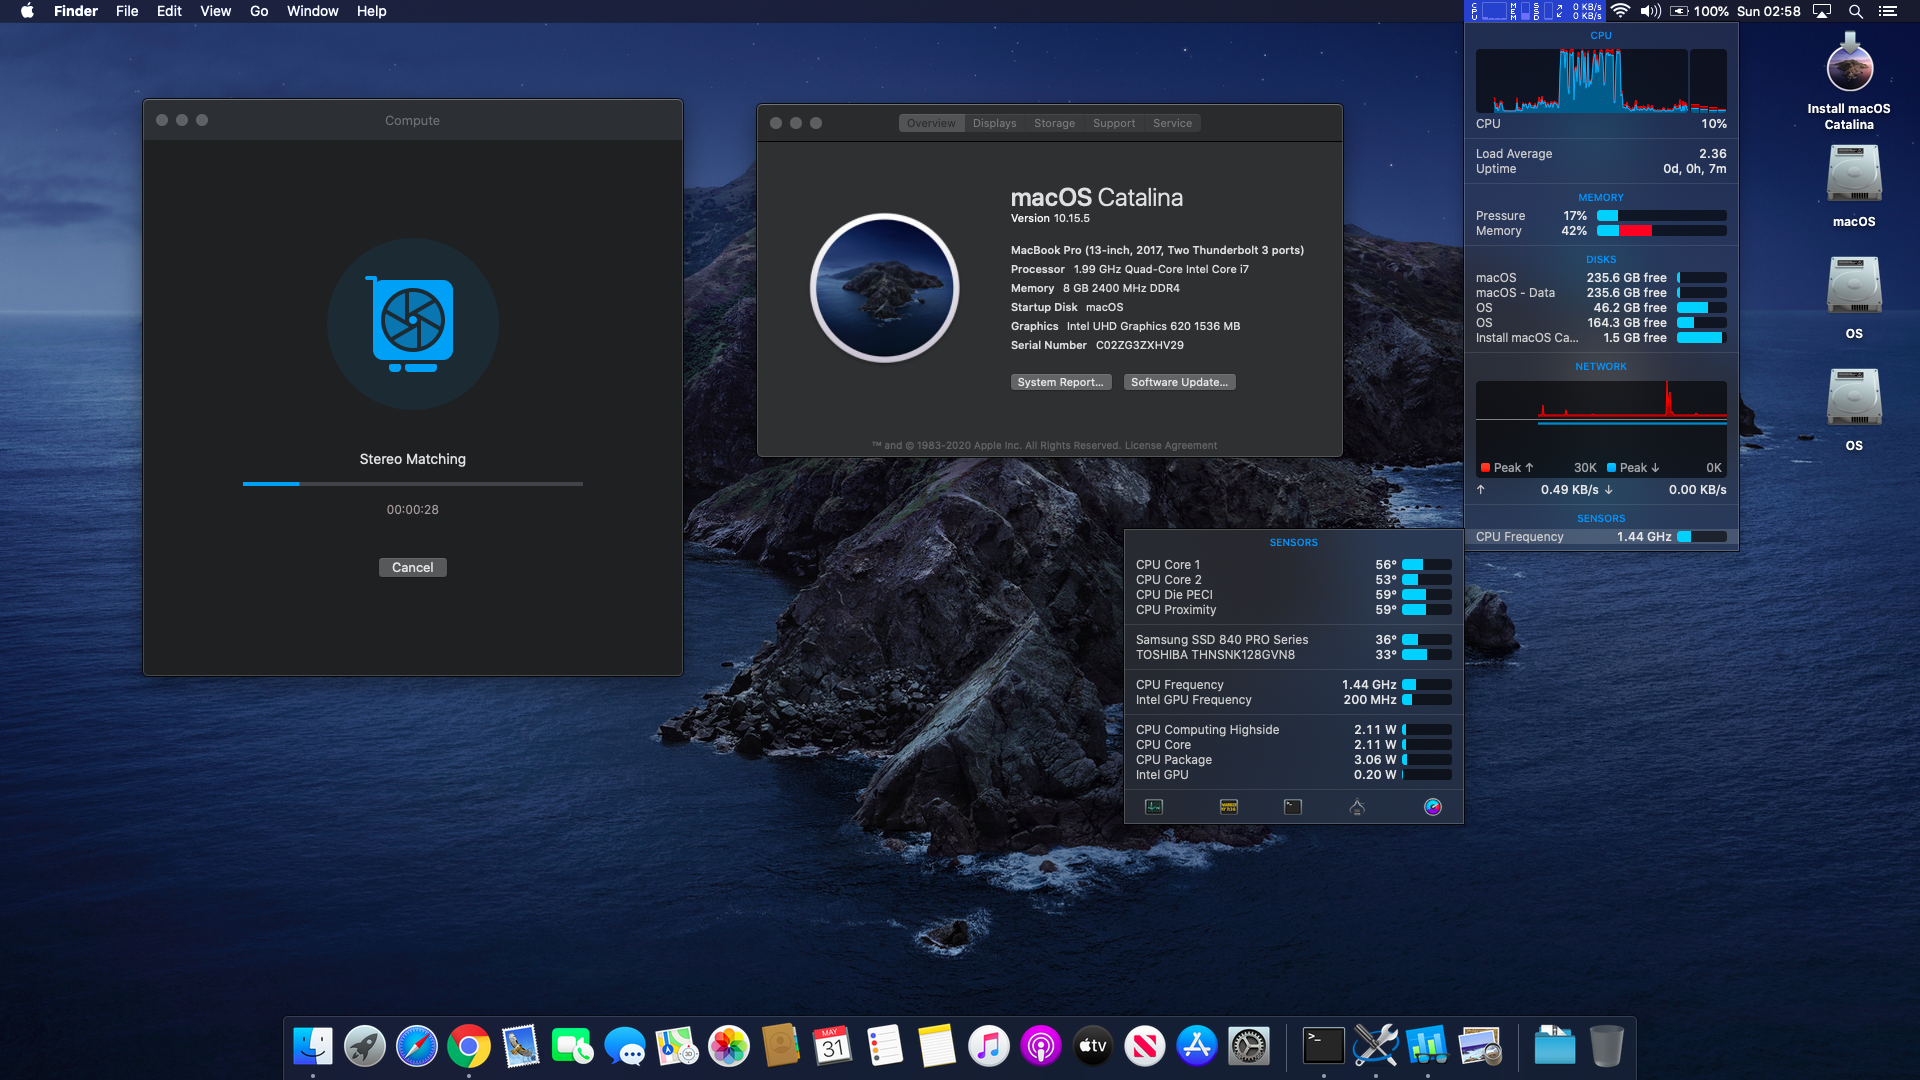 Finder File Edit View Go Window Help
CPU MEM SSD 0 KB/s 0 KB/s 100% Sun 02:58
Compute
Stereo Matching
00:00:28
Cancel
Overview Displays Storage Support Service
macOS Catalina
Version 10.15.5
MacBook Pro (13-inch, 2017, Two Thunderbolt 3 ports)
Processor 1.99 GHz Quad-Core Intel Core i7
Memory 8 GB 2400 MHz DDR4
Startup Disk macOS
Graphics Intel UHD Graphics 620 1536 MB
Serial Number C02ZG3ZXHV29
System Report... Software Update...
™ and © 1983-2020 Apple Inc. All Rights Reserved. License Agreement
CPU
CPU 10%
Load Average 2.36
Uptime 0d, 0h, 7m
MEMORY
Pressure 17%
Memory 42%
DISKS
macOS 235.6 GB free
macOS - Data 235.6 GB free
OS 46.2 GB free
OS 164.3 GB free
Install macOS Ca... 1.5 GB free
NETWORK
Peak ↑ 30K Peak ↓ 0K
↑ 0.49 KB/s ↓ 0.00 KB/s
SENSORS
CPU Frequency 1.44 GHz
SENSORS
CPU Core 1 56°
CPU Core 2 53°
CPU Die PECI 59°
CPU Proximity 59°
Samsung SSD 840 PRO Series 36°
TOSHIBA THNSNK128GVN8 33°
CPU Frequency 1.44 GHz
Intel GPU Frequency 200 MHz
CPU Computing Highside 2.11 W
CPU Core 2.11 W
CPU Package 3.06 W
Intel GPU 0.20 W
Install macOS
Catalina
macOS
OS
OS
MAY
31
tv
>_